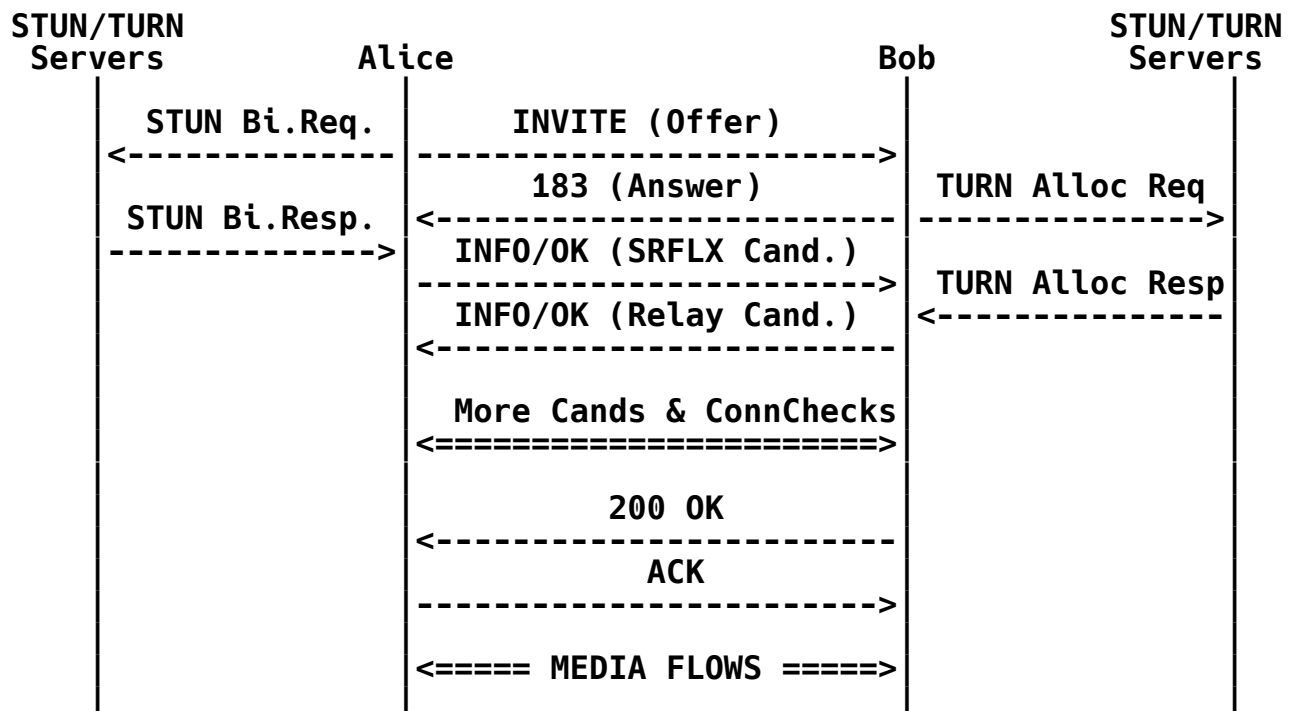 STUN/TURN                                                STUN/TURN
 Servers          Alice                      Bob          Servers
    |               |                         |                |
    |  STUN Bi.Req. |     INVITE (Offer)      |                |
    |<--------------|------------------------>|                |
    |               |      183 (Answer)       | TURN Alloc Req |
    | STUN Bi.Resp. |<------------------------|--------------->|
    |-------------->|  INFO/OK (SRFLX Cand.)  |                |
    |               |------------------------>| TURN Alloc Resp|
    |               |  INFO/OK (Relay Cand.)  |<---------------|
    |               |<------------------------|                |
    |               |                         |                |
    |               |  More Cands & ConnChecks|                |
    |               |<=======================>|                |
    |               |                         |                |
    |               |          200 OK         |                |
    |               |<------------------------|                |
    |               |            ACK          |                |
    |               |------------------------>|                |
    |               |                         |                |
    |               |<===== MEDIA FLOWS =====>|                |
    |               |                         |                |